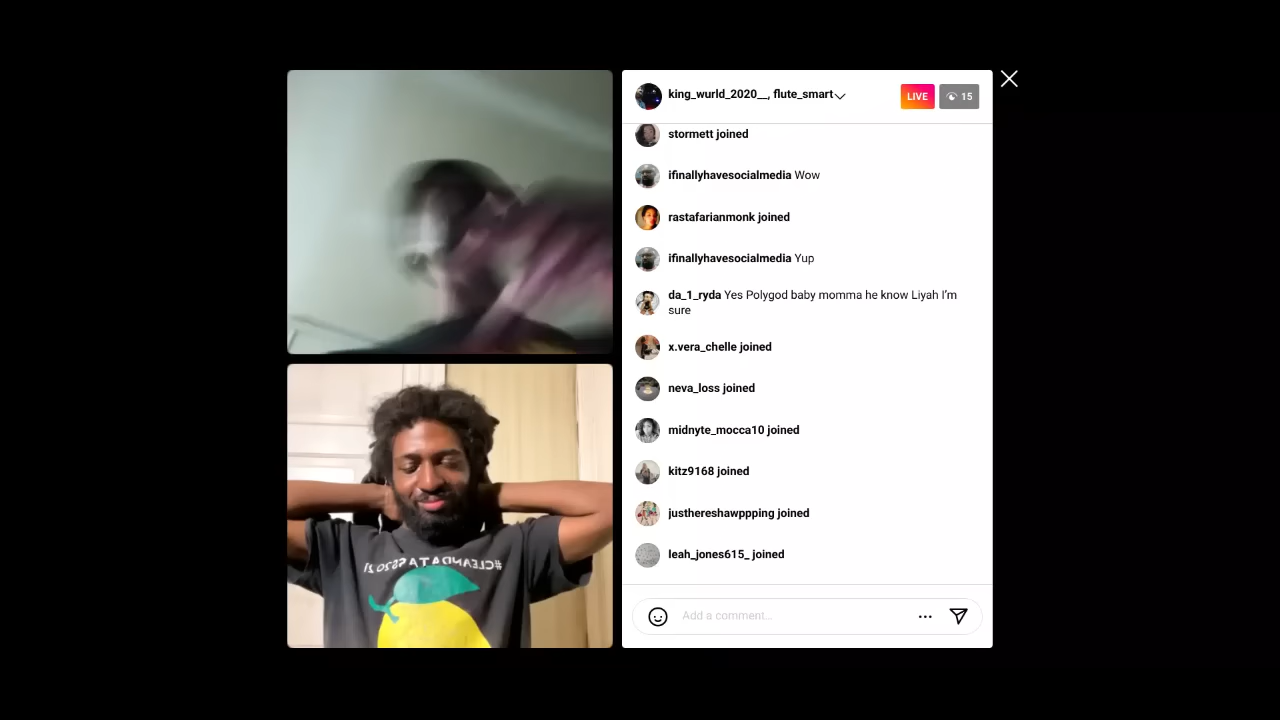 king_wurld_2020__, flute_smart
LIVE
15
stormett joined
ifinallyhavesocialmedia Wow
rastafarianmonk joined
ifinallyhavesocialmedia Yup
da_1_ryda Yes Polygod baby momma he know Liyah I'm
sure
x.vera_chelle joined
neva_loss joined
midnyte_mocca10 joined
kitz9168 joined
justhereshawppping joined
leah_jones615_ joined
Add a comment...
#CLEANDATAS2021